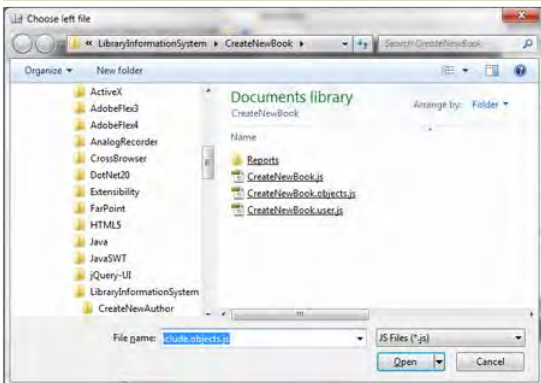 Choose left file
« LibraryInformationSystem ▸ CreateNewBook ▸
Search CreateNewBook
Organize ▾ New folder
ActiveX
AdobeFlex3
AdobeFlex4
AnalogRecorder
CrossBrowser
DotNet20
Extensibility
FarPoint
HTML5
Java
JavaSWT
jQuery-UI
LibraryInformationSystem
CreateNewAuthor
Documents library
CreateNewBook
Arrange by: Folder ▾
Name
Reports
CreateNewBook.js
CreateNewBook.objects.js
CreateNewBook.user.js
File name: clude.objects.js
JS Files (*.js)
Open
Cancel